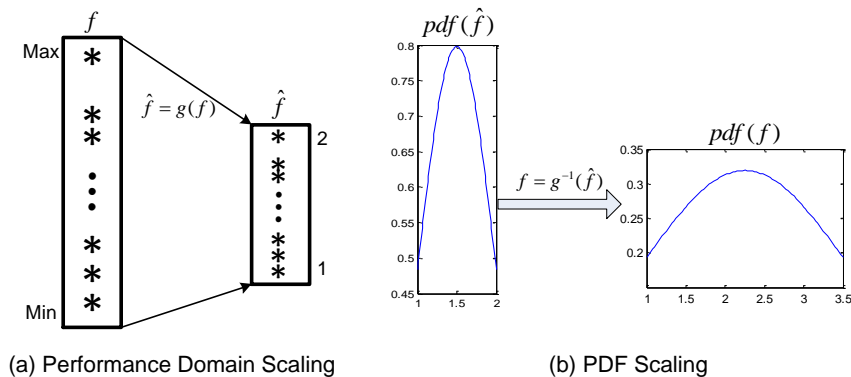 f
Max
Min
f̂ = g(f)
f̂
2
1
(a) Performance Domain Scaling
pdf(f̂)
0.8
0.75
0.7
0.65
0.6
0.55
0.5
0.45
1 1.5 2
f = g⁻¹(f̂)
pdf(f)
0.35
0.3
0.25
0.2
1 1.5 2 2.5 3 3.5
(b) PDF Scaling